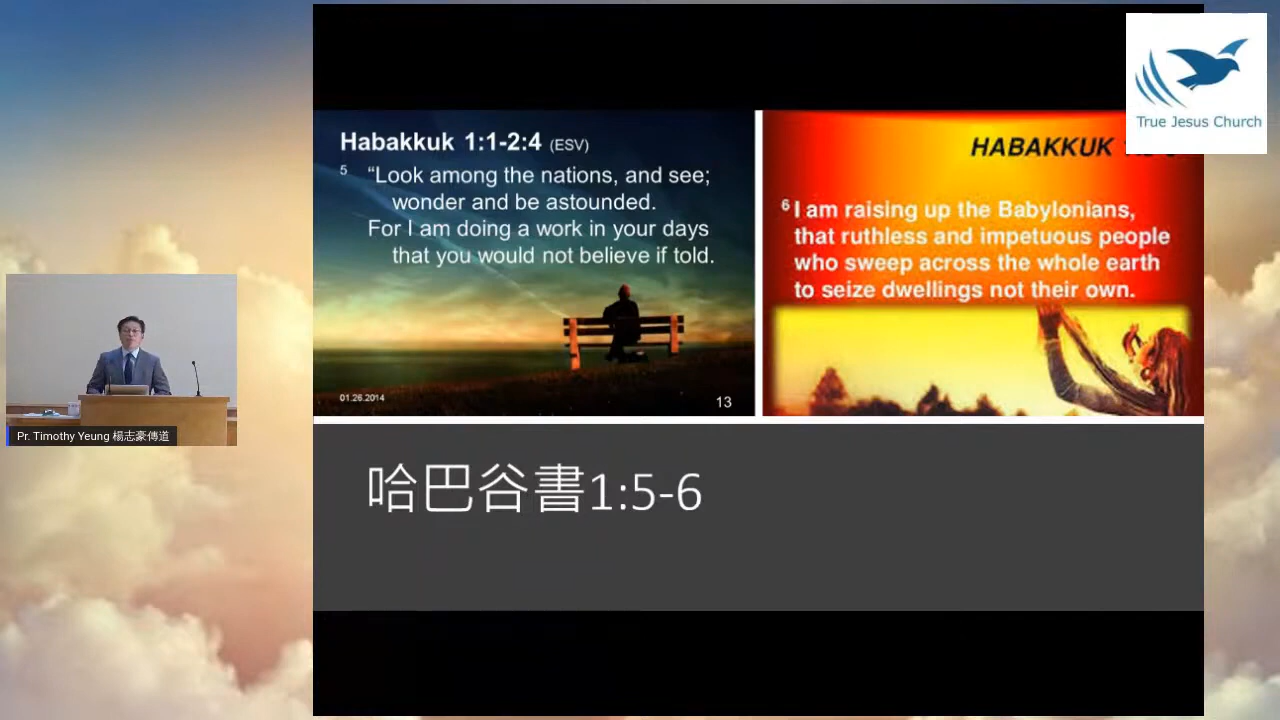 True Jesus Church
Habakkuk 1:1-2:4 (ESV)
5 “Look among the nations, and see;
wonder and be astounded.
For I am doing a work in your days
that you would not believe if told.
01.26.2014
13
HABAKKUK
6 I am raising up the Babylonians,
that ruthless and impetuous people
who sweep across the whole earth
to seize dwellings not their own.
Pr. Timothy Yeung 楊志豪傳道
哈巴谷書1:5-6